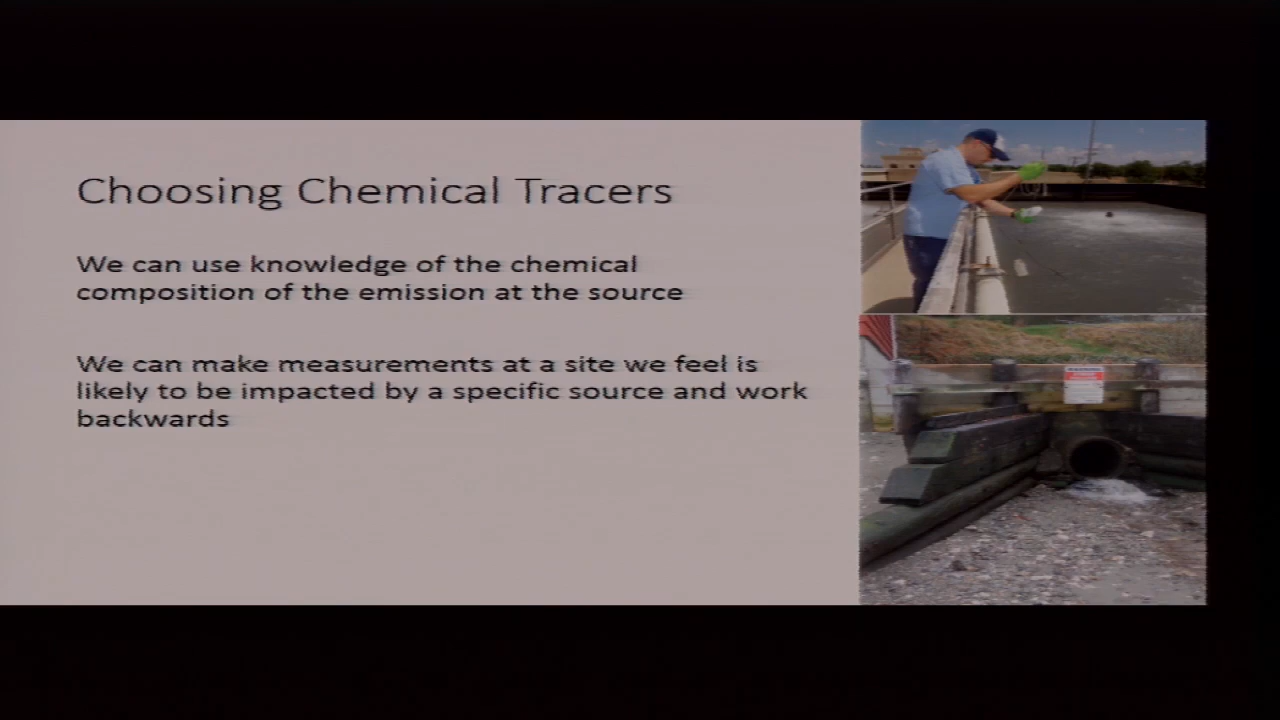 Choosing Chemical Tracers
We can use knowledge of the chemical
composition of the emission at the source
We can make measurements at a site we feel is
likely to be impacted by a specific source and work
backwards